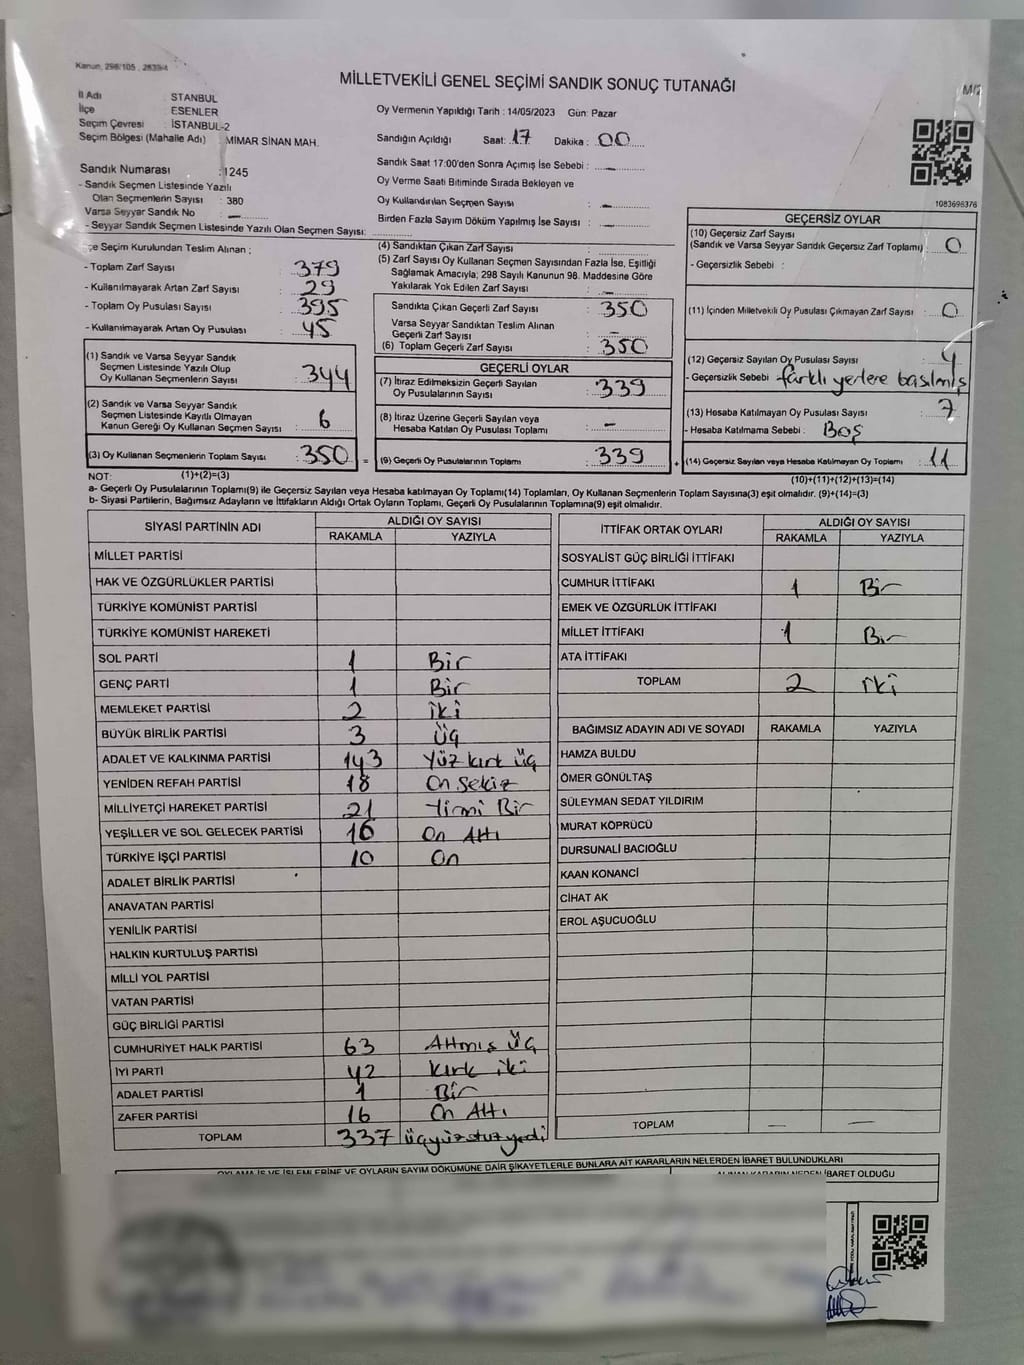 Kanun, 298/105 , 2839/4
MİLLETVEKİLİ GENEL SEÇİMİ SANDIK SONUÇ TUTANAĞI
İl Adı : İSTANBUL
İlçe : ESENLER
Seçim Çevresi : İSTANBUL-2
Seçim Bölgesi (Mahalle Adı) : MIMAR SİNAN MAH.
Oy Vermenin Yapıldığı Tarih : 14/05/2023 Gün: Pazar
Sandığın Açıldığı Saat: 17 Dakika : 00
Sandık Saat 17:00'den Sonra Açımış İse Sebebi : —
Sandık Numarası : 1245
- Sandık Seçmen Listesinde Yazılı
Olan Seçmenlerin Sayısı : 380
Varsa Seyyar Sandık No : —
- Seyyar Sandık Seçmen Listesinde Yazılı Olan Seçmen Sayısı:
Oy Verme Saati Bitiminde Sırada Bekleyen ve
Oy Kullandırılan Seçmen Sayısı : —
Birden Fazla Sayım Döküm Yapılmış İse Sayısı :
1083696376
çe Seçim Kurulundan Teslim Alınan ;
- Toplam Zarf Sayısı : 379
- Kullanılmayarak Artan Zarf Sayısı : 29
- Toplam Oy Pusulası Sayısı : 395
- Kullanılmayarak Artan Oy Pusulası : 45
(4) Sandıktan Çıkan Zarf Sayısı :
(5) Zarf Sayısı Oy Kullanan Seçmen Sayısından Fazla İse, Eşitliği
Sağlamak Amacıyla; 298 Sayılı Kanunun 98. Maddesine Göre
Yakılarak Yok Edilen Zarf Sayısı : —
Sandıkta Çıkan Geçerli Zarf Sayısı : 350
Varsa Seyyar Sandıktan Teslim Alınan
Geçerli Zarf Sayısı : —
(6) Toplam Geçerli Zarf Sayısı : 350
GEÇERSİZ OYLAR
(10) Geçersiz Zarf Sayısı
(Sandık ve Varsa Seyyar Sandık Geçersiz Zarf Toplamı) : 0
- Geçersizlik Sebebi :
(11) İçinden Milletvekili Oy Pusulası Çıkmayan Zarf Sayısı : 0
(12) Geçersiz Sayılan Oy Pusulası Sayısı : 4
- Geçersizlik Sebebi farklı yerlere basılmış
(13) Hesaba Katılmayan Oy Pusulası Sayısı : 7
- Hesaba Katılmama Sebebi : Boş
(14) Geçersiz Sayılan veya Hesaba Katılmayan Oy Toplamı : 11
(10)+(11)+(12)+(13)=(14)
(1) Sandık ve Varsa Seyyar Sandık
Seçmen Listesinde Yazılı Olup
Oy Kullanan Seçmenlerin Sayısı : 344
(2) Sandık ve Varsa Seyyar Sandık
Seçmen Listesinde Kayıtlı Olmayan
Kanun Gereği Oy Kullanan Seçmen Sayısı : 6
(3) Oy Kullanan Seçmenlerin Toplam Sayısı : 350 =
(1)+(2)=(3)
GEÇERLİ OYLAR
(7) İtiraz Edilmeksizin Geçerli Sayılan
Oy Pusulalarının Sayısı : 339
(8) İtiraz Üzerine Geçerli Sayılan veya
Hesaba Katılan Oy Pusulası Toplamı : —
(9) Geçerli Oy Pusulalarının Toplamı : 339 +
NOT:
a- Geçerli Oy Pusulalarının Toplamı(9) ile Geçersiz Sayılan veya Hesaba katılmayan Oy Toplamı(14) Toplamları, Oy Kullanan Seçmenlerin Toplam Sayısına(3) eşit olmalıdır. (9)+(14)=(3)
b- Siyasi Partilerin, Bağımsız Adayların ve İttifakların Aldığı Ortak Oyların Toplamı, Geçerli Oy Pusulalarının Toplamına(9) eşit olmalıdır.
SİYASİ PARTİNİN ADI ALDIĞI OY SAYISI
RAKAMLA YAZIYLA
MİLLET PARTİSİ
HAK VE ÖZGÜRLÜKLER PARTİSİ
TÜRKİYE KOMÜNİST PARTİSİ
TÜRKİYE KOMÜNİST HAREKETİ
SOL PARTİ 1 Bir
GENÇ PARTİ 1 Bir
MEMLEKET PARTİSİ 2 iki
BÜYÜK BİRLİK PARTİSİ 3 Üç
ADALET VE KALKINMA PARTİSİ 143 Yüz kırk üç
YENİDEN REFAH PARTİSİ 18 On Sekiz
MİLLİYETÇİ HAREKET PARTİSİ 21 Yirmi Bir
YEŞİLLER VE SOL GELECEK PARTİSİ 16 On Altı
TÜRKİYE İŞÇİ PARTİSİ 10 On
ADALET BİRLİK PARTİSİ
ANAVATAN PARTİSİ
YENİLİK PARTİSİ
HALKIN KURTULUŞ PARTİSİ
MİLLİ YOL PARTİSİ
VATAN PARTİSİ
GÜÇ BİRLİĞİ PARTİSİ
CUMHURİYET HALK PARTİSİ 63 Altmış Üç
İYİ PARTİ 42 kırk iki
ADALET PARTİSİ 1 Bir
ZAFER PARTİSİ 16 On Altı
TOPLAM 337 üçyüzotuzyedi
İTTİFAK ORTAK OYLARI ALDIĞI OY SAYISI
RAKAMLA YAZIYLA
SOSYALİST GÜÇ BİRLİĞİ İTTİFAKI
CUMHUR İTTİFAKI 1 Bir
EMEK VE ÖZGÜRLÜK İTTİFAKI
MİLLET İTTİFAKI 1 Bir
ATA İTTİFAKI
TOPLAM 2 iki
BAĞIMSIZ ADAYIN ADI VE SOYADI RAKAMLA YAZIYLA
HAMZA BULDU
ÖMER GÖNÜLTAŞ
SÜLEYMAN SEDAT YILDIRIM
MURAT KÖPRÜCÜ
DURSUNALİ BACIOĞLU
KAAN KONANCİ
CİHAT AK
EROL AŞUCUOĞLU
TOPLAM — —
OYLAMA İŞ VE İŞLEMLERİNE VE OYLARIN SAYIM DÖKÜMÜNE DAİR ŞİKAYETLERLE BUNLARA AİT KARARLARIN NELERDEN İBARET BULUNDUKLARI
ALINAN KARARIN NEDEN İBARET OLDUĞU